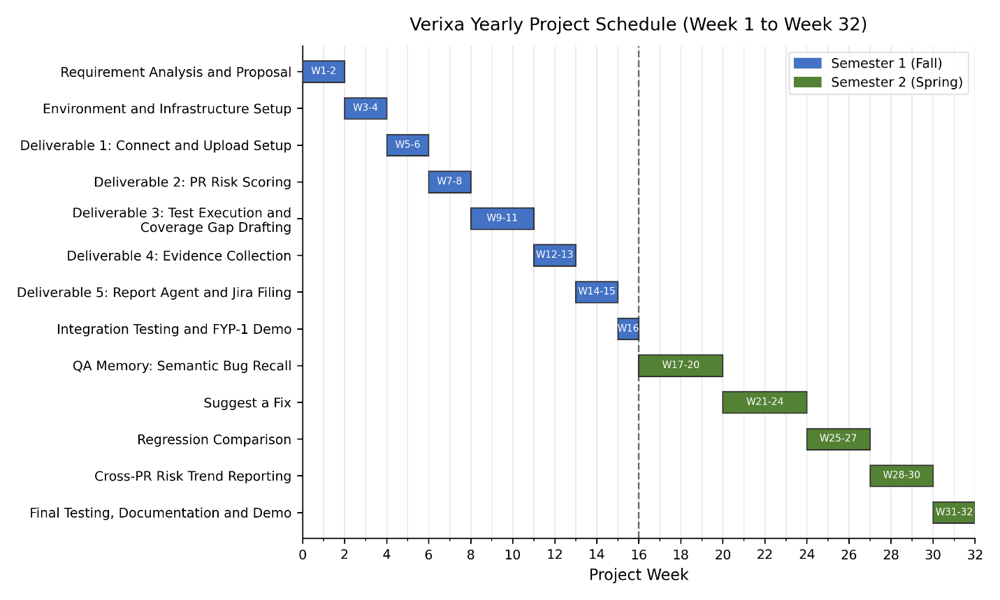 Verixa Yearly Project Schedule (Week 1 to Week 32)
Semester 1 (Fall)
Semester 2 (Spring)
Requirement Analysis and Proposal
W1-2
Environment and Infrastructure Setup
W3-4
Deliverable 1: Connect and Upload Setup
W5-6
Deliverable 2: PR Risk Scoring
W7-8
Deliverable 3: Test Execution and
Coverage Gap Drafting
W9-11
Deliverable 4: Evidence Collection
W12-13
Deliverable 5: Report Agent and Jira Filing
W14-15
Integration Testing and FYP-1 Demo
W16
QA Memory: Semantic Bug Recall
W17-20
Suggest a Fix
W21-24
Regression Comparison
W25-27
Cross-PR Risk Trend Reporting
W28-30
Final Testing, Documentation and Demo
W31-32
0 2 4 6 8 10 12 14 16 18 20 22 24 26 28 30 32
Project Week